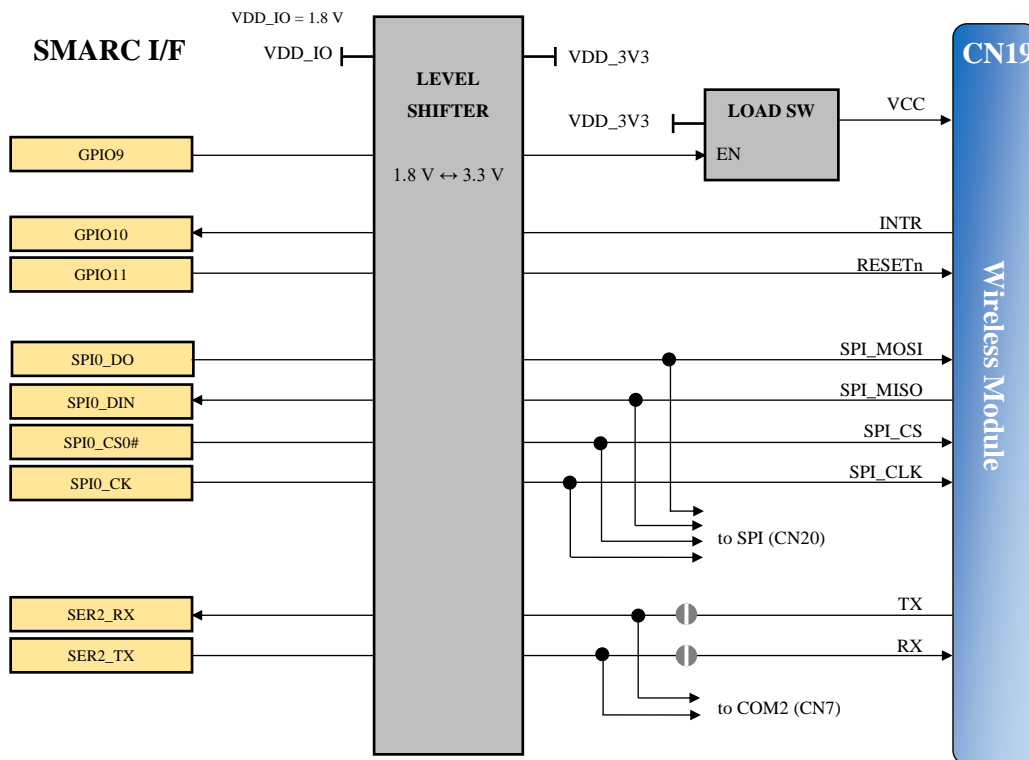 VDD_IO = 1.8 V
SMARC I/F
VDD_IO
VDD_3V3
CN19
LEVEL
SHIFTER
1.8 V ↔ 3.3 V
VDD_3V3
LOAD SW
EN
VCC
GPIO9
GPIO10
INTR
GPIO11
RESETn
SPI0_DO
SPI_MOSI
SPI0_DIN
SPI_MISO
SPI0_CS0#
SPI_CS
SPI0_CK
SPI_CLK
to SPI (CN20)
SER2_RX
TX
SER2_TX
RX
to COM2 (CN7)
Wireless Module